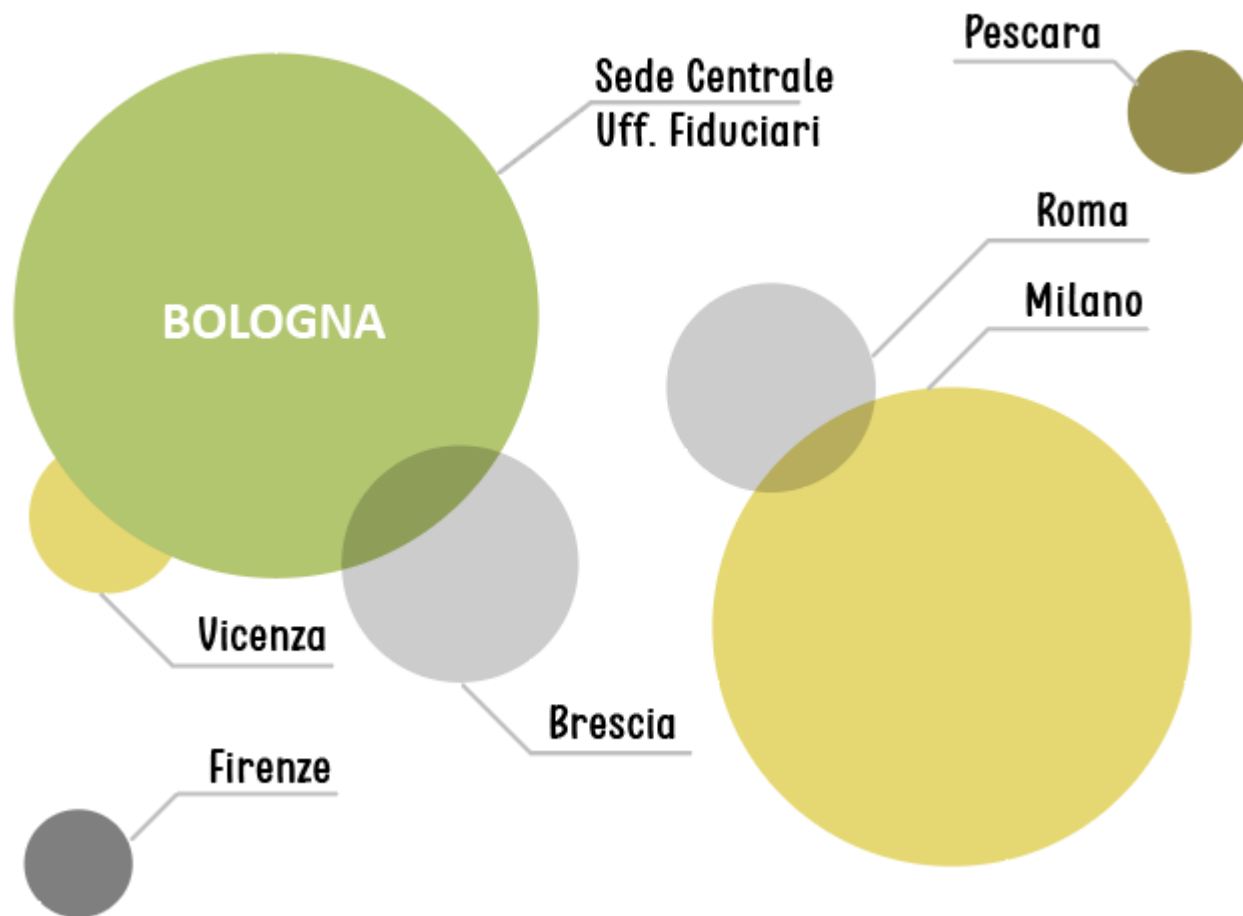 Pescara
Sede Centrale
Uff. Fiduciari
Roma
Milano
BOLOGNA
Vicenza
Brescia
Firenze